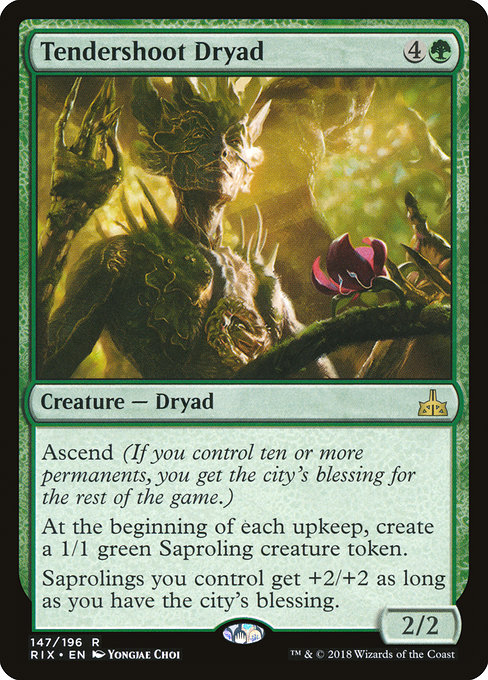 Tendershoot Dryad 4
Creature — Dryad
Ascend (If you control ten or more
permanents, you get the city's blessing for
the rest of the game.)
At the beginning of each upkeep, create
a 1/1 green Saproling creature token.
Saprolings you control get +2/+2 as long
as you have the city's blessing.
2/2
147/196 R
RIX • EN Yongjae Choi
™ & © 2018 Wizards of the Coast